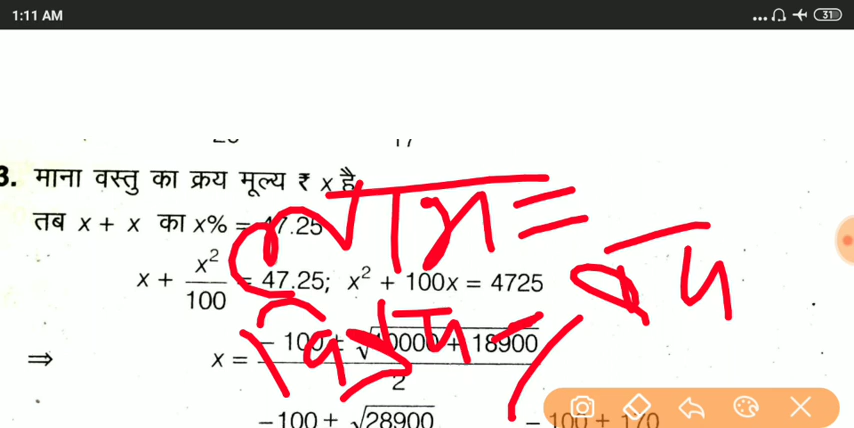 1:11 AM ... 31
3. माना वस्तु का क्रय मूल्य ₹ x है
तब x + x का x% = 47.25
x + x²/100 = 47.25; x² + 100x = 4725
लाभ =
⇒ x = (– 100 ± √(10000 + 18900))/2
विक्रय – क्रय
– 100 + √28900 – 100 + 170